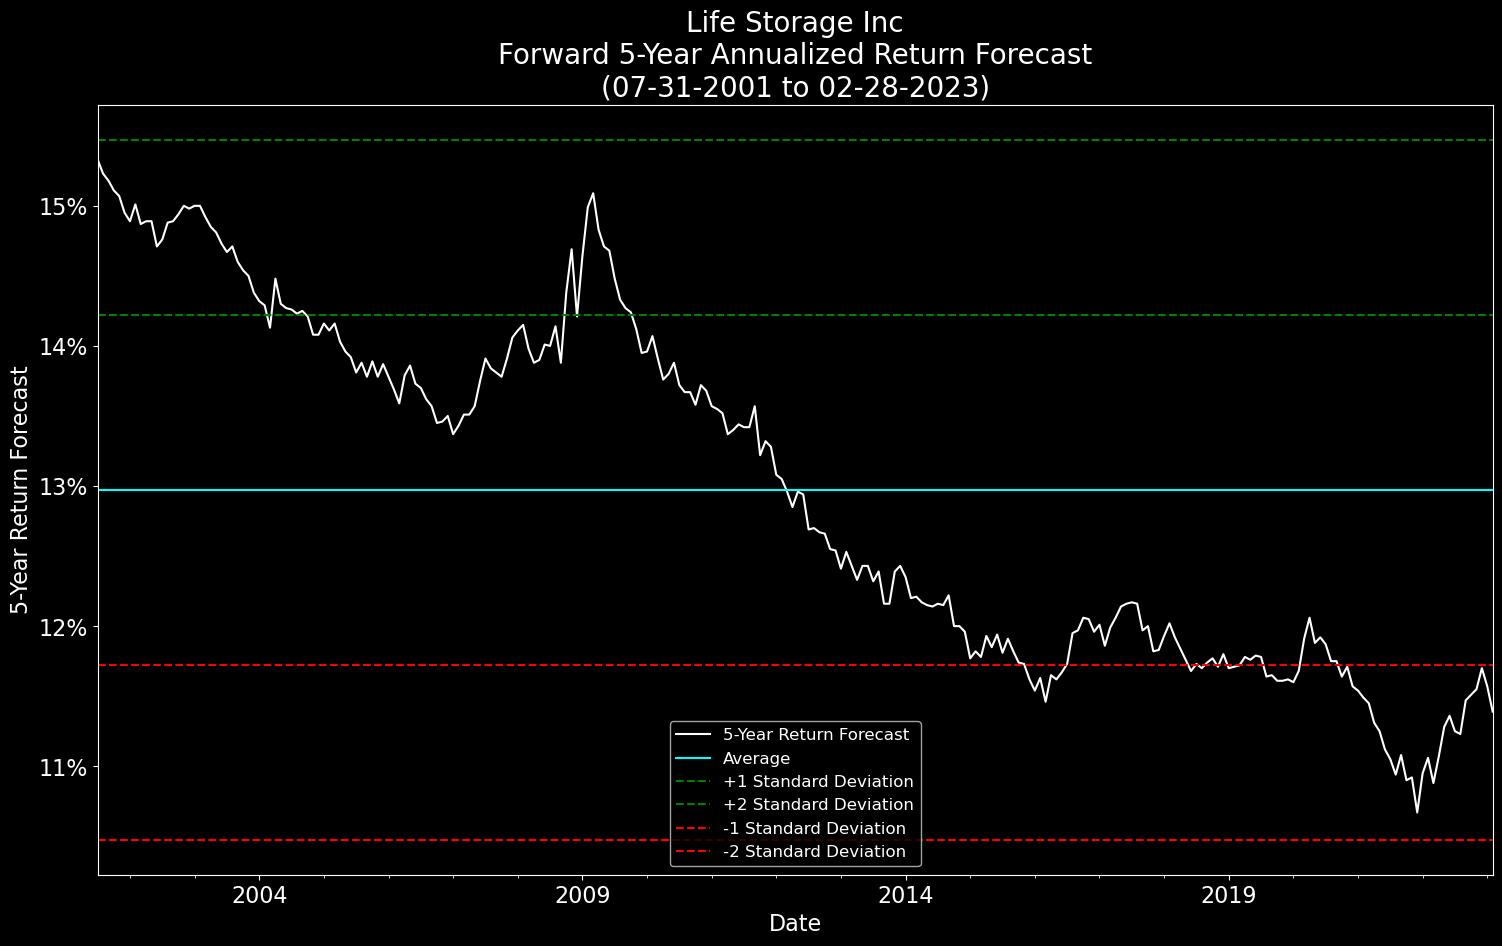 Life Storage Inc
Forward 5-Year Annualized Return Forecast
(07-31-2001 to 02-28-2023)
5-Year Return Forecast
15%
14%
13%
12%
11%
5-Year Return Forecast
Average
+1 Standard Deviation
+2 Standard Deviation
-1 Standard Deviation
-2 Standard Deviation
2004 2009 2014 2019
Date